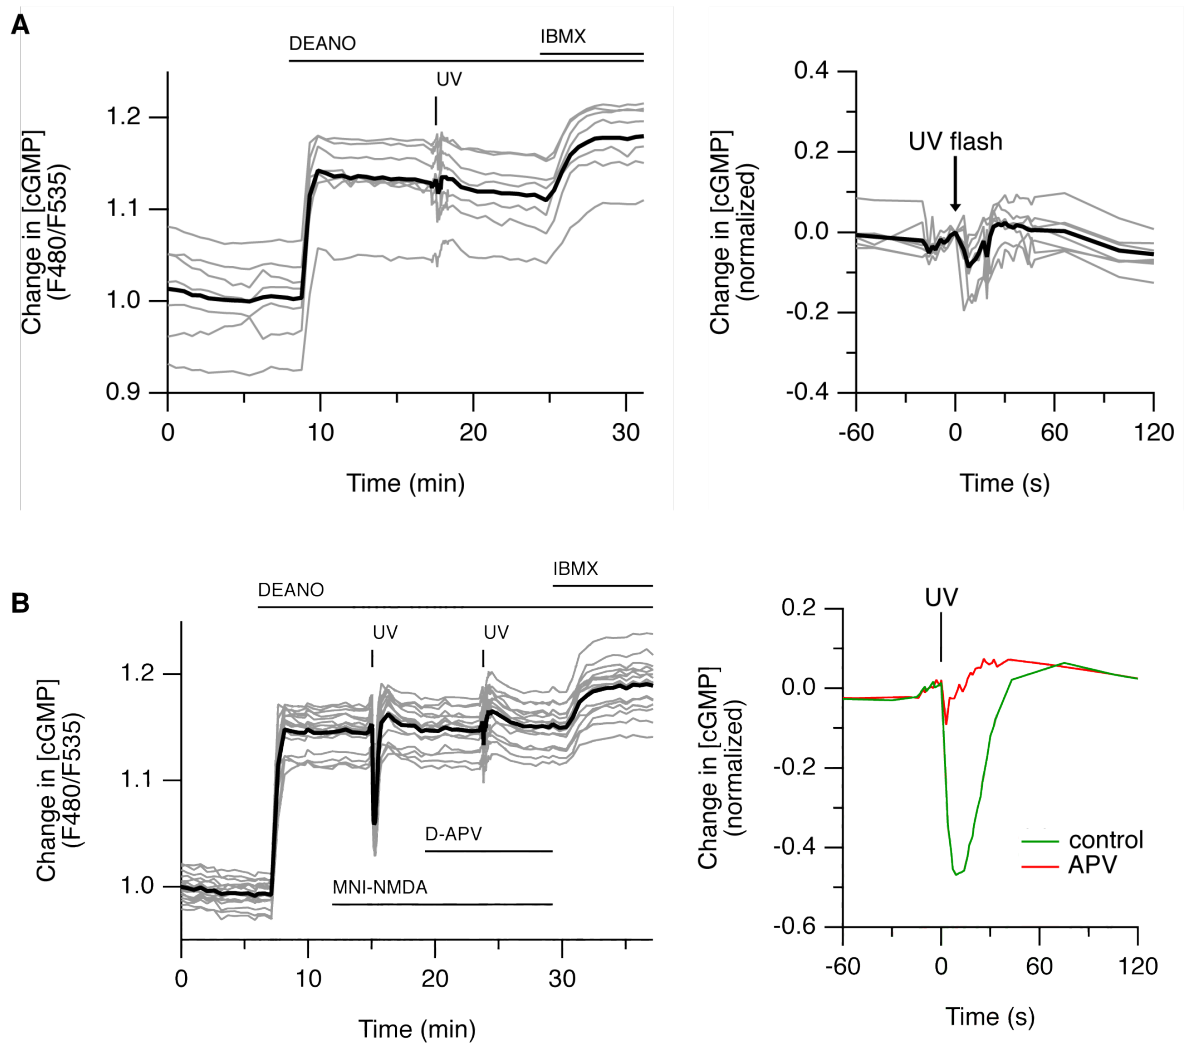 A
DEANO
IBMX
UV
Change in [cGMP]
(F480/F535)
1.2
1.1
1.0
0.9
0
10
20
30
Time (min)
UV flash
Change in [cGMP]
(normalized)
0.4
0.2
0.0
-0.2
-0.4
-60
0
60
120
Time (s)
B
DEANO
IBMX
UV
UV
D-APV
MNI-NMDA
Change in [cGMP]
(F480/F535)
1.2
1.1
1.0
0
10
20
30
Time (min)
UV
Change in [cGMP]
(normalized)
0.2
0.0
-0.2
-0.4
-0.6
control
APV
-60
0
60
120
Time (s)